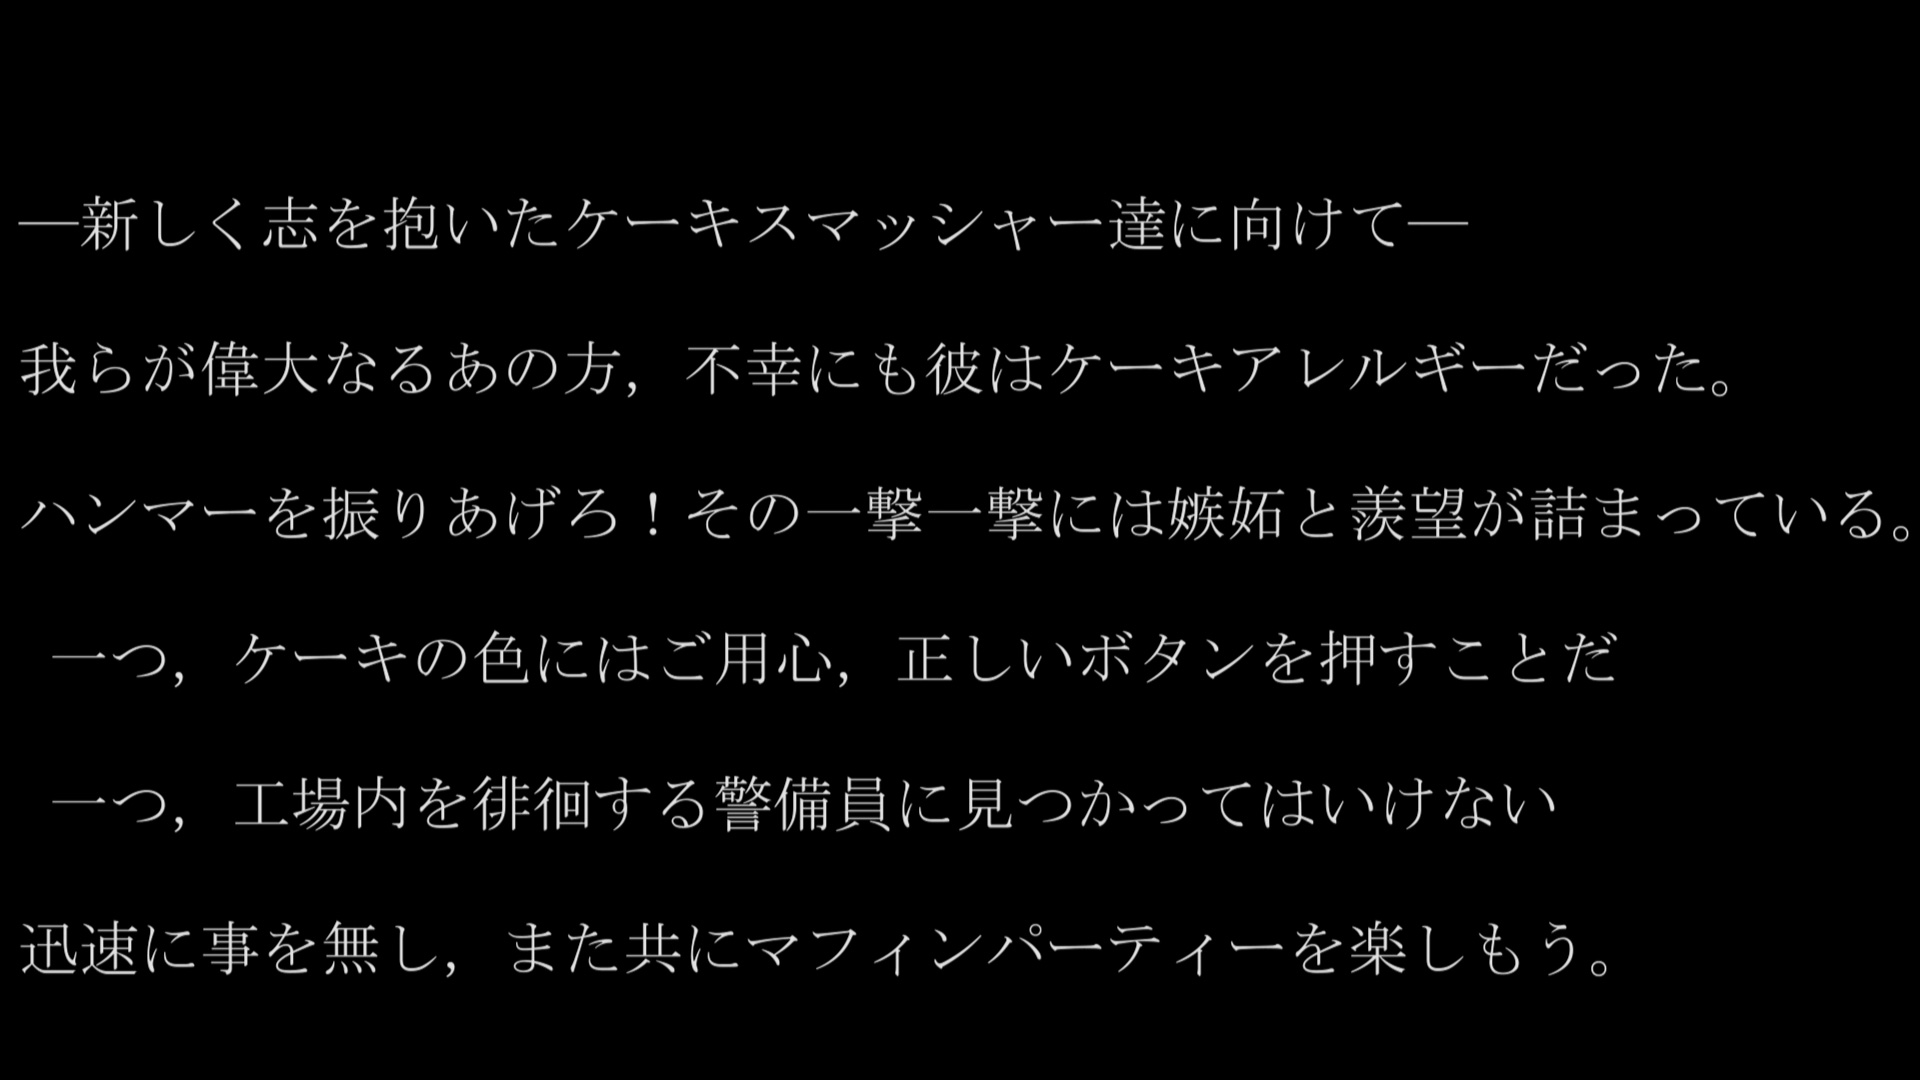 ―新しく志を抱いたケーキスマッシャー達に向けて―
我らが偉大なるあの方，不幸にも彼はケーキアレルギーだった。
ハンマーを振りあげろ！その一撃一撃には嫉妬と羨望が詰まっている。
一つ，ケーキの色にはご用心，正しいボタンを押すことだ
一つ，工場内を徘徊する警備員に見つかってはいけない
迅速に事を無し，また共にマフィンパーティーを楽しもう。